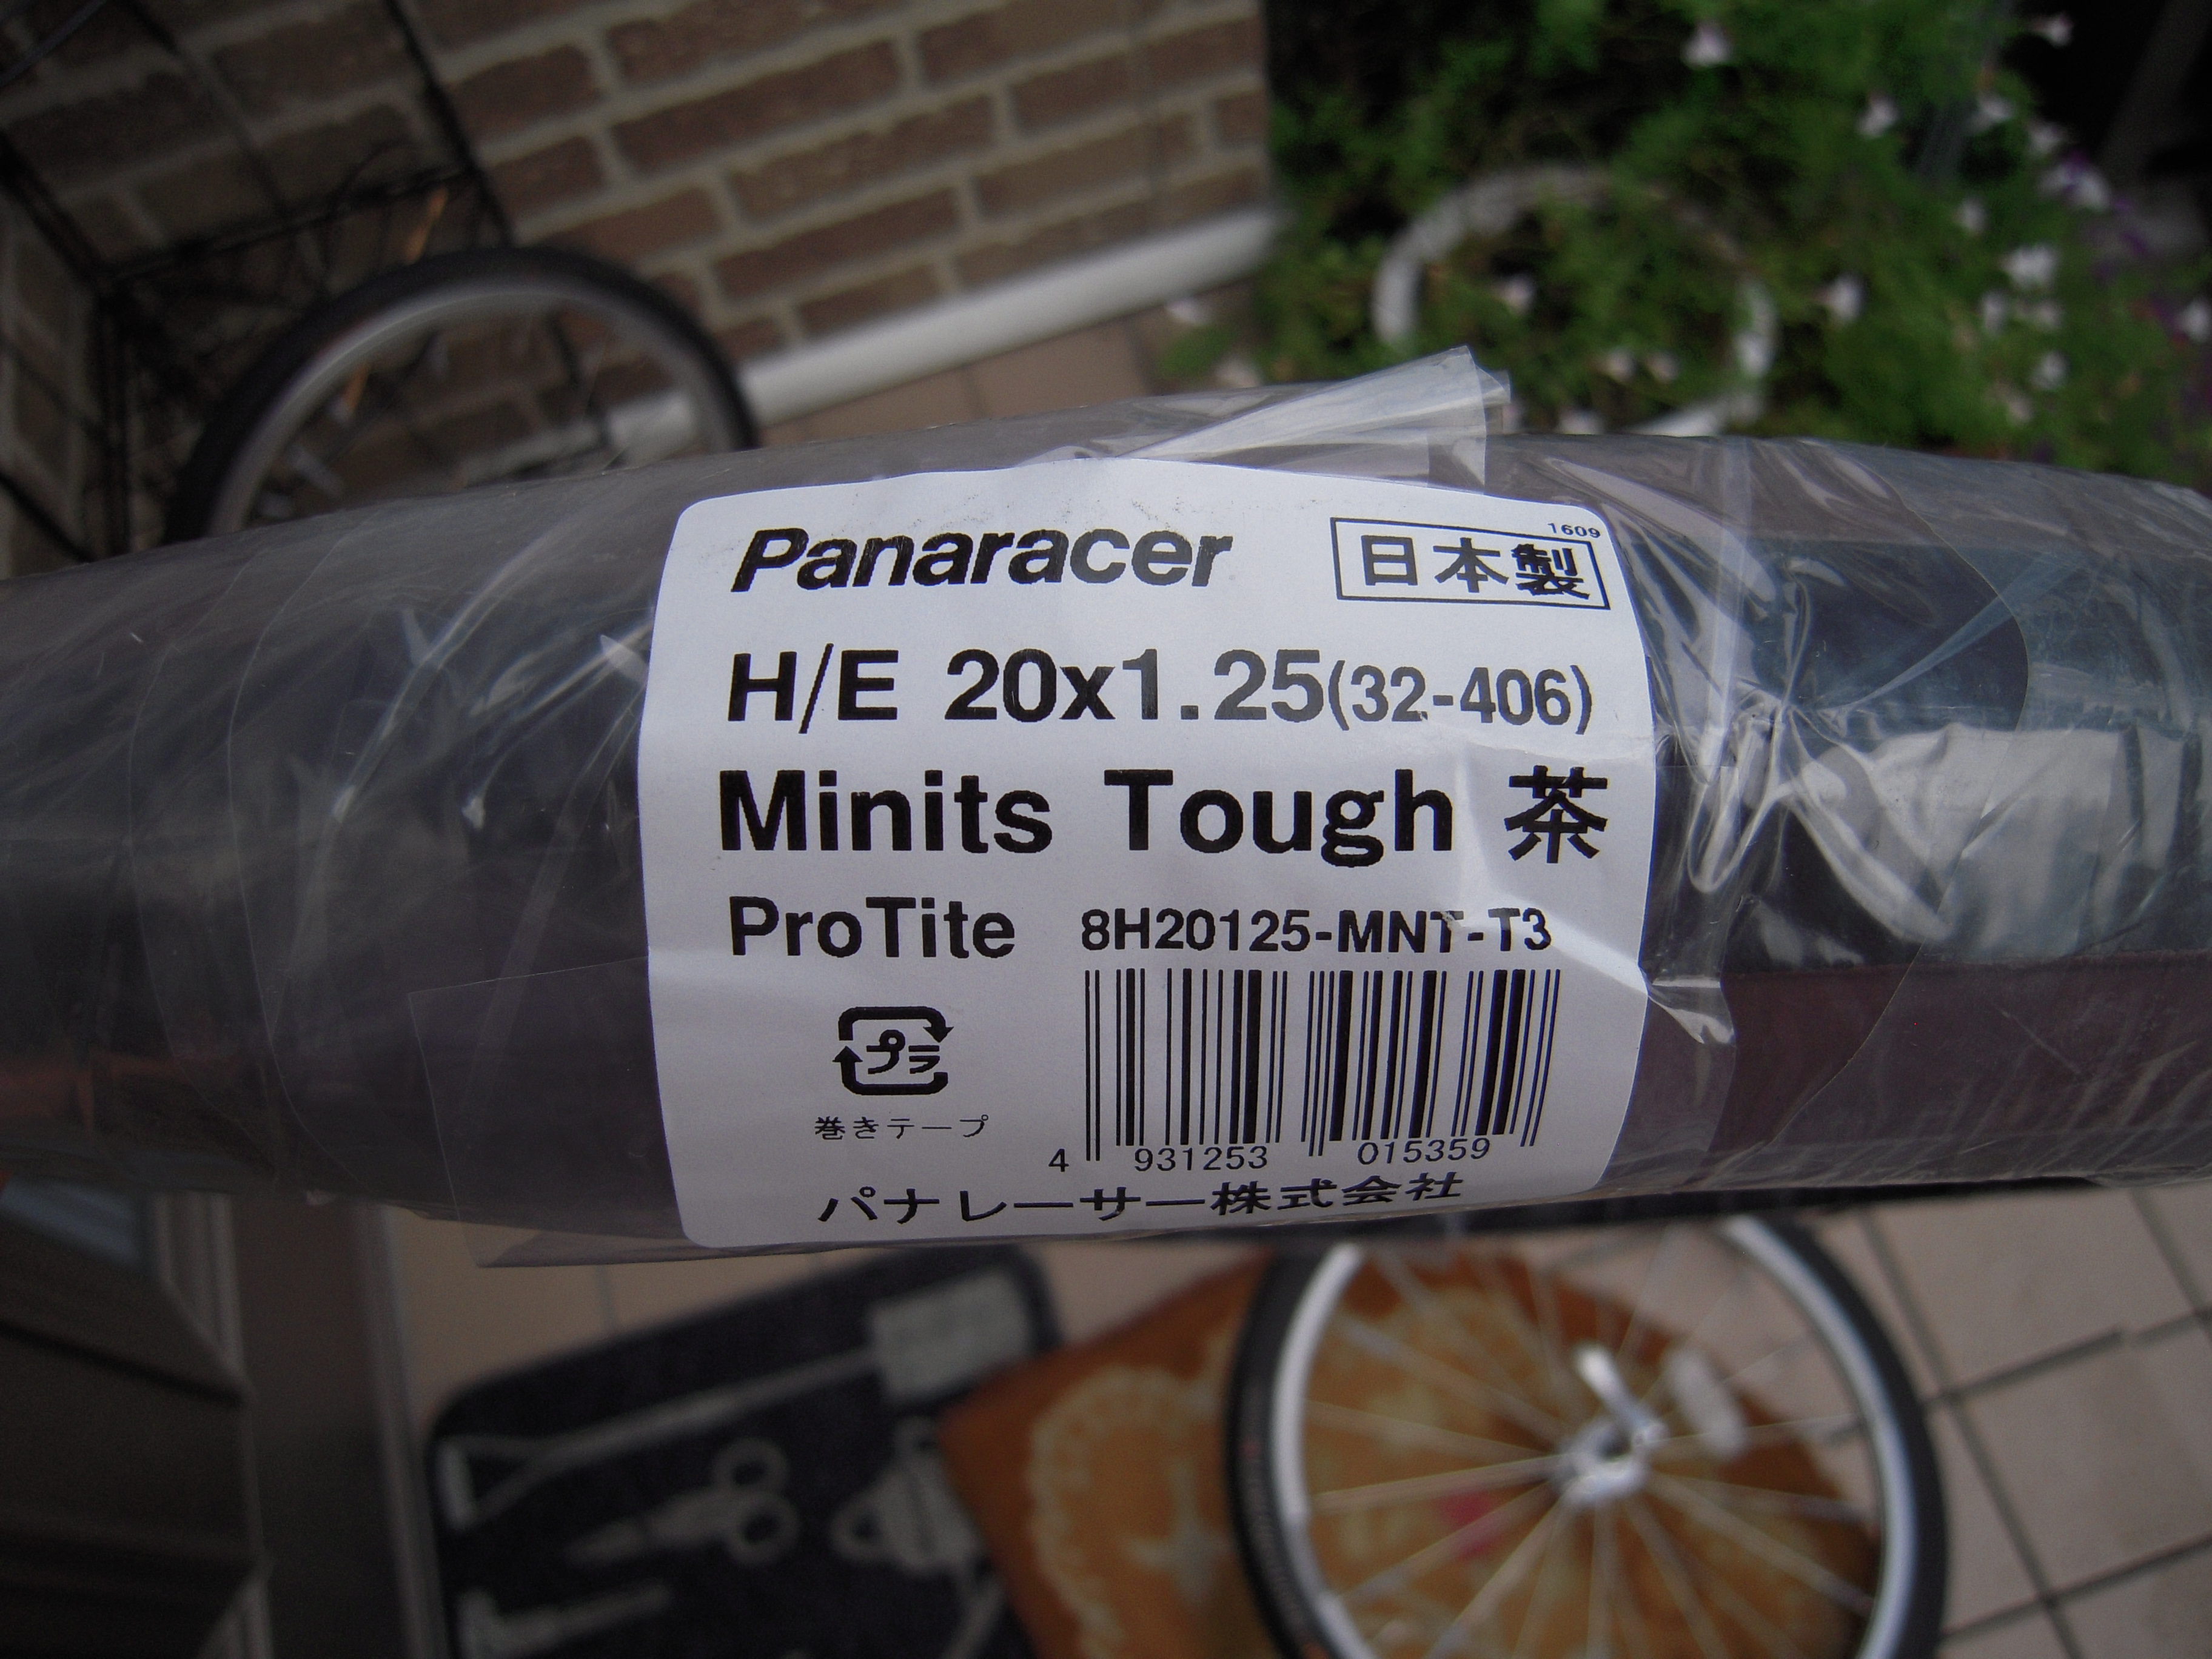 1609
Panaracer 日本製
H/E 20x1.25(32-406)
Minits Tough 茶
ProTite 8H20125-MNT-T3
プラ
巻きテープ
4 931253 015359
パナレーサー株式会社